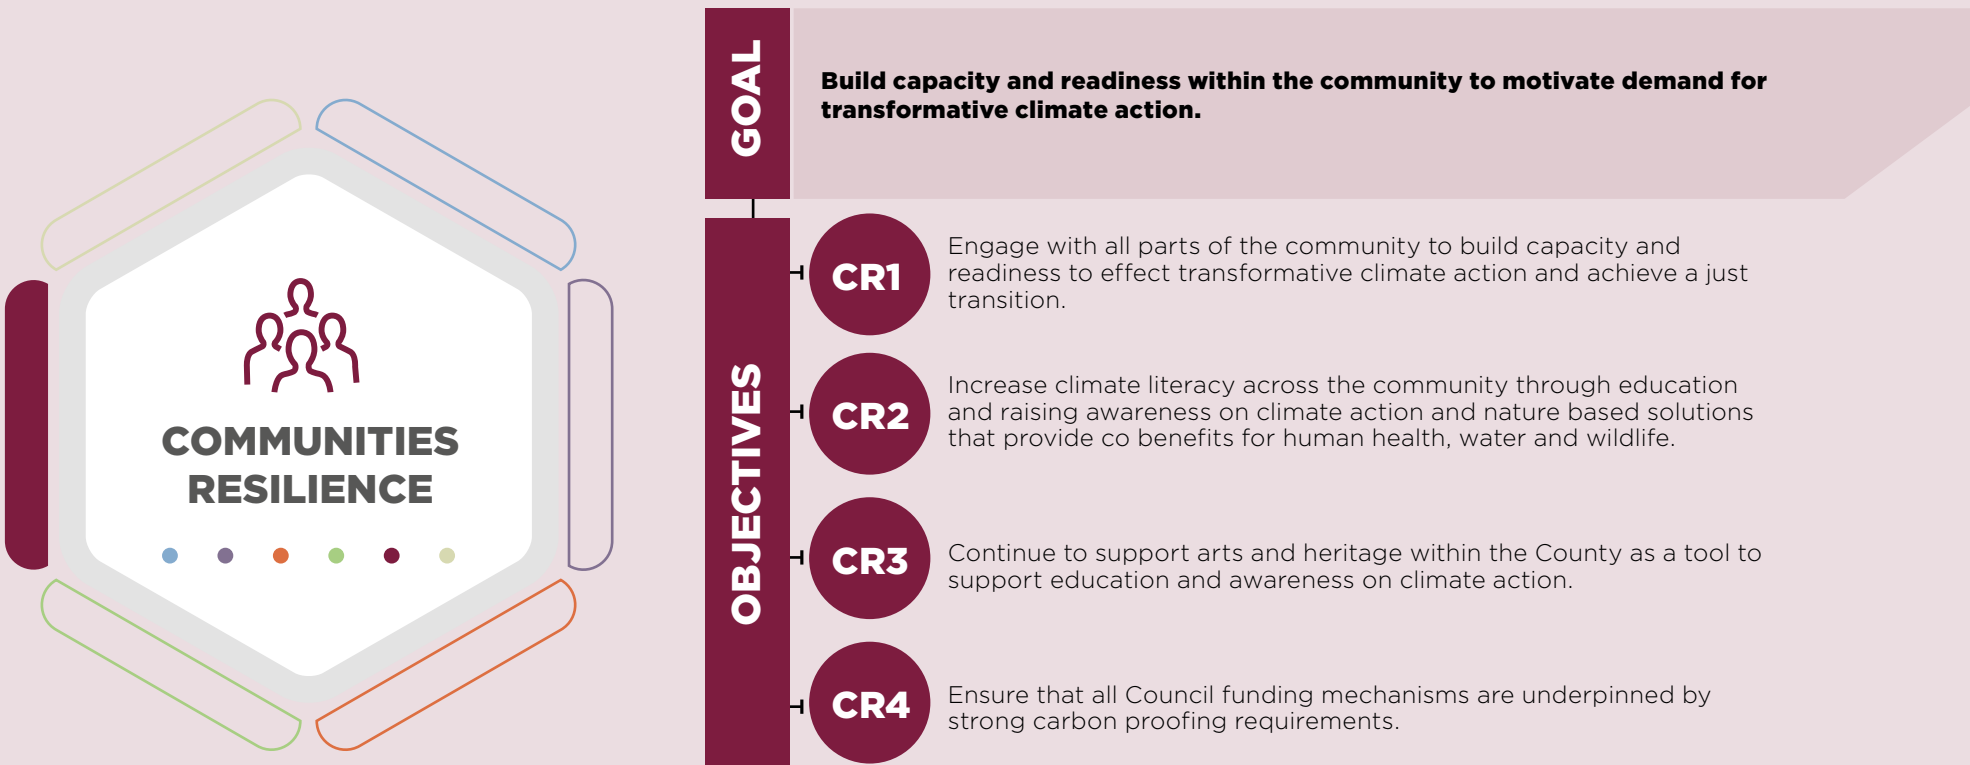 COMMUNITIES
RESILIENCE
GOAL
Build capacity and readiness within the community to motivate demand for
transformative climate action.
OBJECTIVES
CR1
Engage with all parts of the community to build capacity and
readiness to effect transformative climate action and achieve a just
transition.
CR2
Increase climate literacy across the community through education
and raising awareness on climate action and nature based solutions
that provide co benefits for human health, water and wildlife.
CR3
Continue to support arts and heritage within the County as a tool to
support education and awareness on climate action.
CR4
Ensure that all Council funding mechanisms are underpinned by
strong carbon proofing requirements.